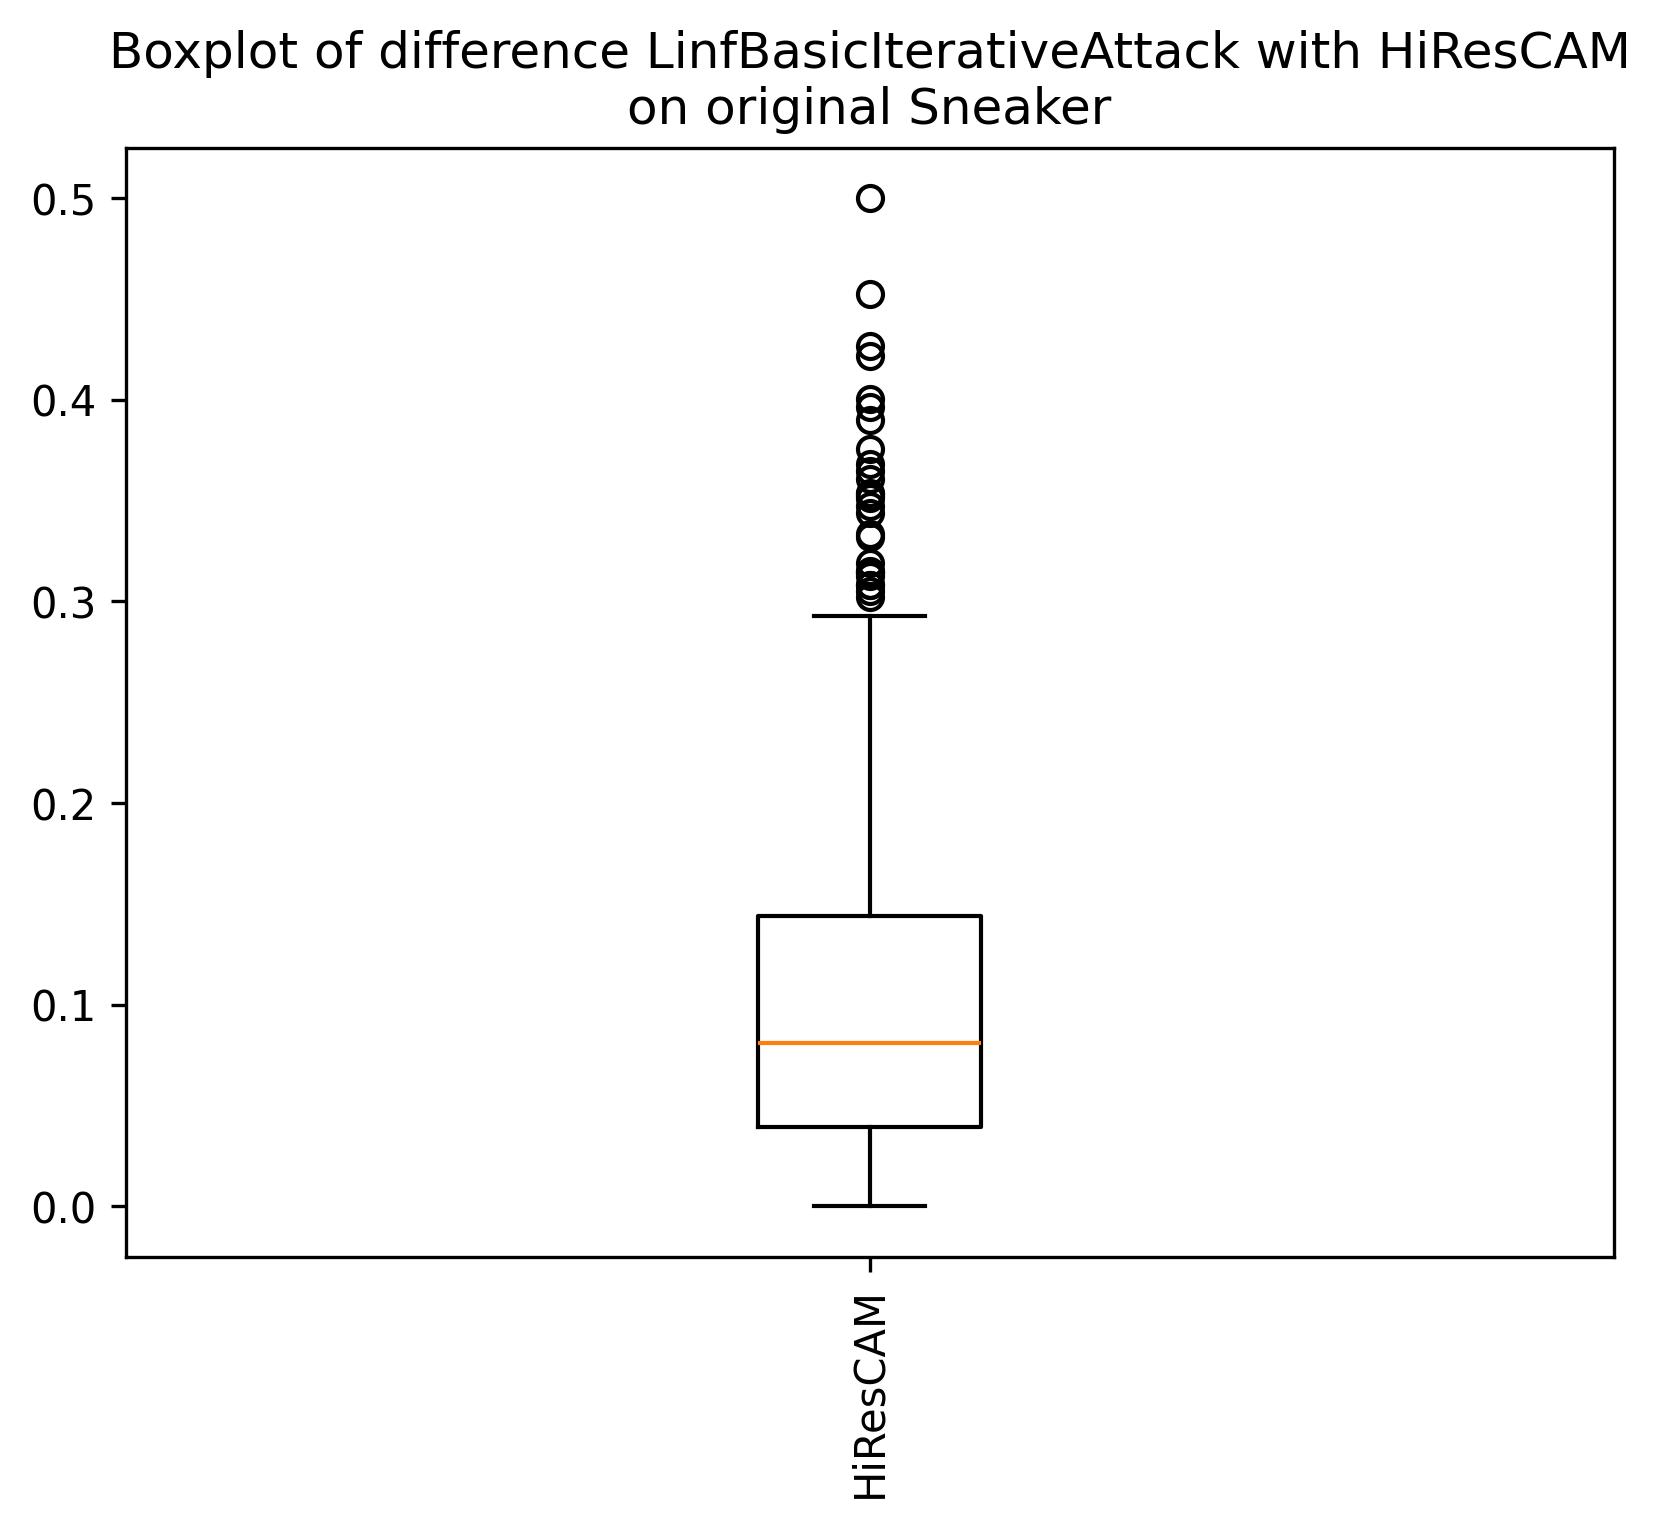 Boxplot of difference LinfBasicIterativeAttack with HiResCAM
on original Sneaker
0.5
0.4
0.3
0.2
0.1
0.0
HiResCAM